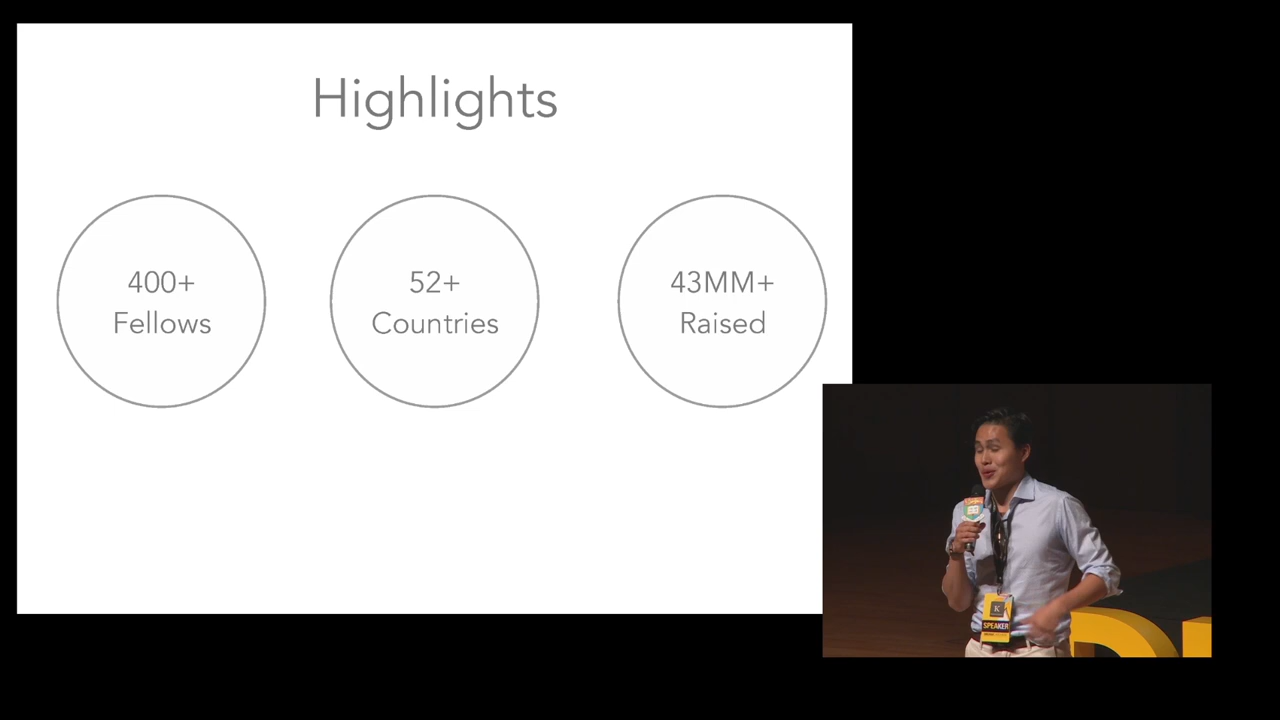 Highlights
400+
Fellows
52+
Countries
43MM+
Raised
K
SPEAKER